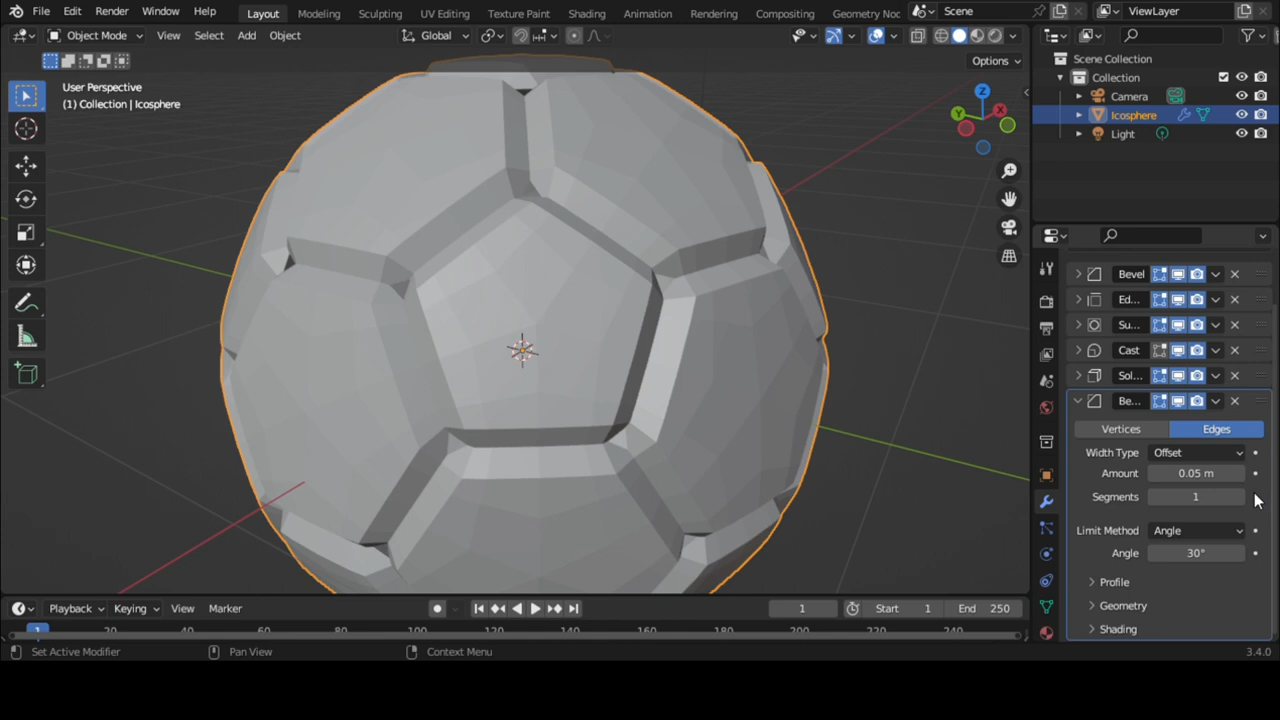 File Edit Render Window Help Layout Modeling Sculpting UV Editing Texture Paint Shading Animation Rendering Compositing Geometry Noc Scene ViewLayer
Object Mode View Select Add Object Global
Options
User Perspective
(1) Collection | Icosphere
Z
Y
X
Scene Collection
Collection
Camera
Icosphere
Light
Bevel
Ed...
Su...
Cast
Sol...
Be...
Vertices Edges
Width Type Offset
Amount 0.05 m
Segments 1
Limit Method Angle
Angle 30°
Profile
Geometry
Shading
Playback Keying View Marker 1 Start 1 End 250
1 20 40 60 80 100 120 140 160 180 200 220 240
Set Active Modifier Pan View Context Menu 3.4.0